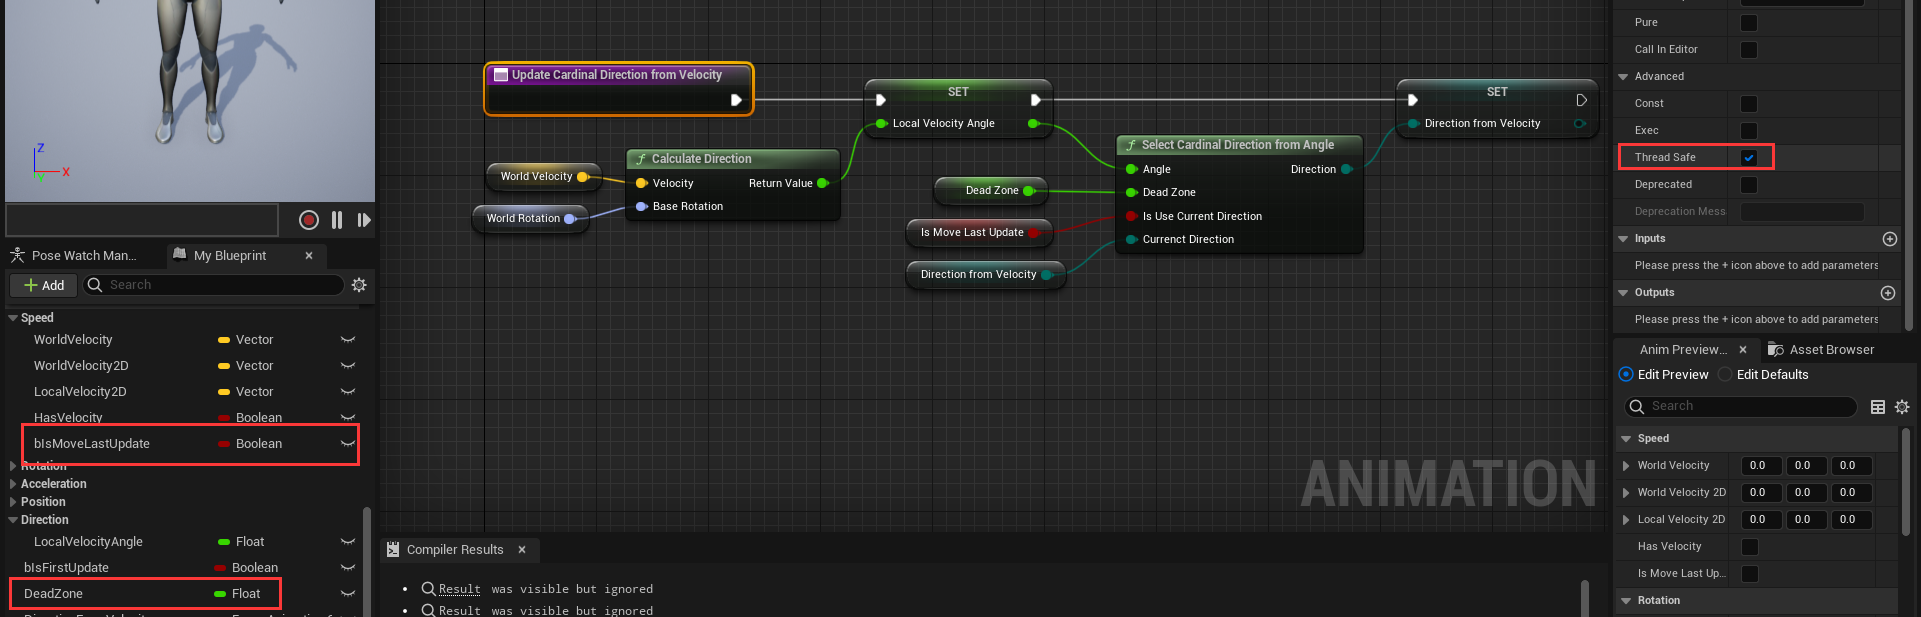 Update Cardinal Direction from Velocity
SET
Local Velocity Angle
SET
Direction from Velocity
World Velocity
World Rotation
Calculate Direction
Velocity
Return Value
Base Rotation
Select Cardinal Direction from Angle
Angle
Direction
Dead Zone
Is Use Current Direction
Currenct Direction
Dead Zone
Is Move Last Update
Direction from Velocity
ANIMATION
Z
X
Y
Pose Watch Man...
My Blueprint
Add
Search
Speed
WorldVelocity Vector
WorldVelocity2D Vector
LocalVelocity2D Vector
HasVelocity Boolean
bIsMoveLastUpdate Boolean
Rotation
Acceleration
Position
Direction
LocalVelocityAngle Float
bIsFirstUpdate Boolean
DeadZone Float
Compiler Results
Result was visible but ignored
Result was visible but ignored
Pure
Call In Editor
Advanced
Const
Exec
Thread Safe
Deprecated
Deprecation Mess
Inputs
Please press the + icon above to add parameters
Outputs
Please press the + icon above to add parameters
Anim Preview...
Asset Browser
Edit Preview
Edit Defaults
Search
Speed
World Velocity 0.0 0.0 0.0
World Velocity 2D 0.0 0.0 0.0
Local Velocity 2D 0.0 0.0 0.0
Has Velocity
Is Move Last Up...
Rotation